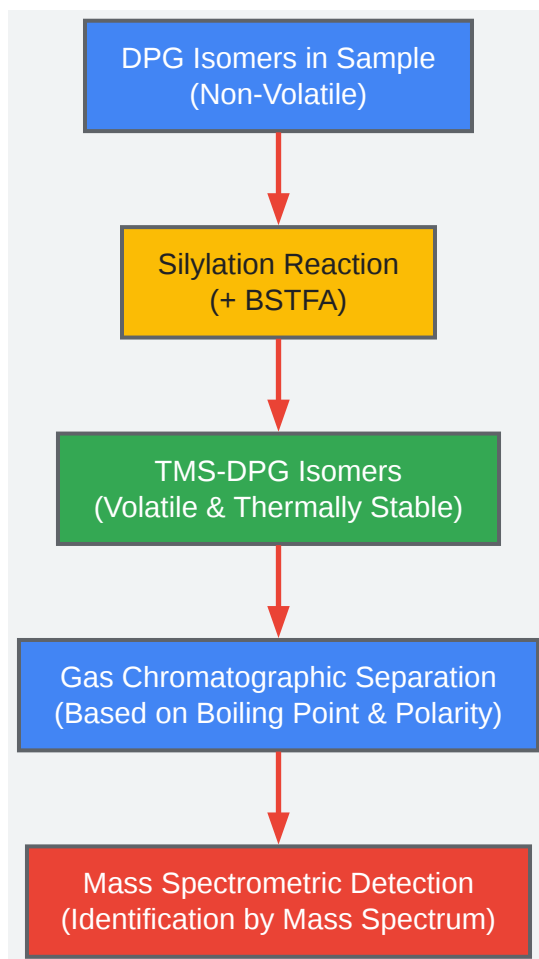 DPG Isomers in Sample
(Non-Volatile)
Silylation Reaction
(+ BSTFA)
TMS-DPG Isomers
(Volatile & Thermally Stable)
Gas Chromatographic Separation
(Based on Boiling Point & Polarity)
Mass Spectrometric Detection
(Identification by Mass Spectrum)